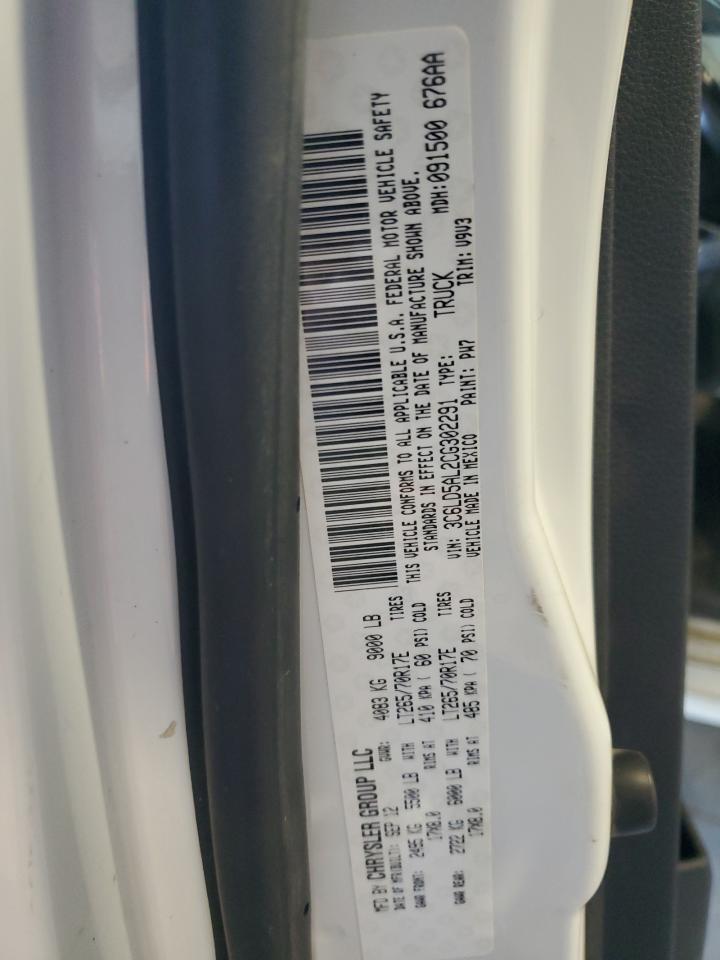 MFD BY CHRYSLER GROUP LLC
DATE OF MFR(BUILT): SEP 12 GVWR: 4083 KG 9000 LB
GAWR FRONT: 2495 KG 5500 LB WITH LT265/70R17E TIRES
17X8.0 RIMS AT 410 KPA ( 60 PSI) COLD
GAWR REAR: 2722 KG 6000 LB WITH LT265/70R17E TIRES
17X8.0 RIMS AT 485 KPA ( 70 PSI) COLD
THIS VEHICLE CONFORMS TO ALL APPLICABLE U.S.A. FEDERAL MOTOR VEHICLE SAFETY
STANDARDS IN EFFECT ON THE DATE OF MANUFACTURE SHOWN ABOVE.
VIN: 3C6LD5AL2CG302291 TYPE: TRUCK MDH:091500 676AA
VEHICLE MADE IN MEXICO PAINT: PW7 TRIM: V9V3